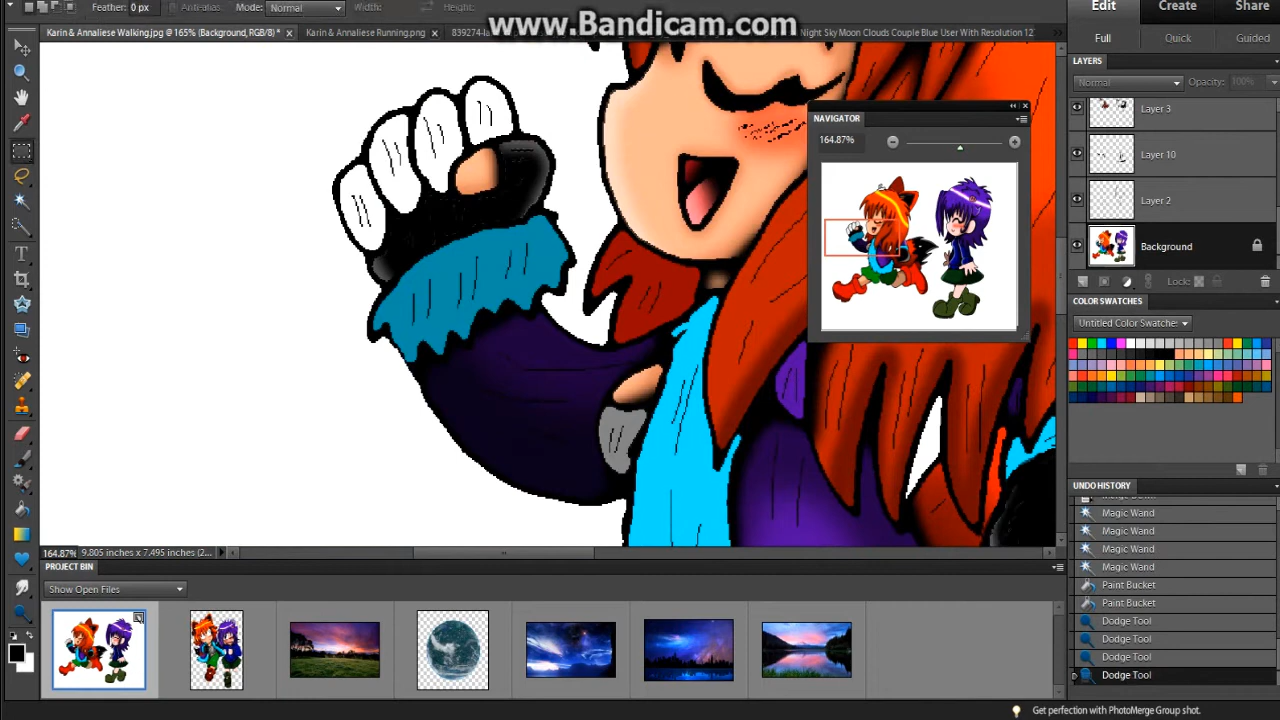 Feather: 0 px Anti-alias Mode: Normal Width: Height:
www.Bandicam.com
Edit Create Share
Karin & Annaliese Walking.jpg @ 165% (Background, RGB/8) * × Karin & Annaliese Running.png × Night Sky Moon Clouds Couple Blue User With Resolution 12
Full Quick Guided
LAYERS
Normal Opacity: 100%
Layer 3
Layer 10
Layer 2
Background
Lock:
NAVIGATOR
164.87%
COLOR SWATCHES
Untitled Color Swatches
UNDO HISTORY
Magic Wand
Magic Wand
Magic Wand
Magic Wand
Paint Bucket
Paint Bucket
Dodge Tool
Dodge Tool
Dodge Tool
Dodge Tool
164.87% 9.805 inches x 7.495 inches (2...
PROJECT BIN
Show Open Files
Get perfection with PhotoMerge Group shot.